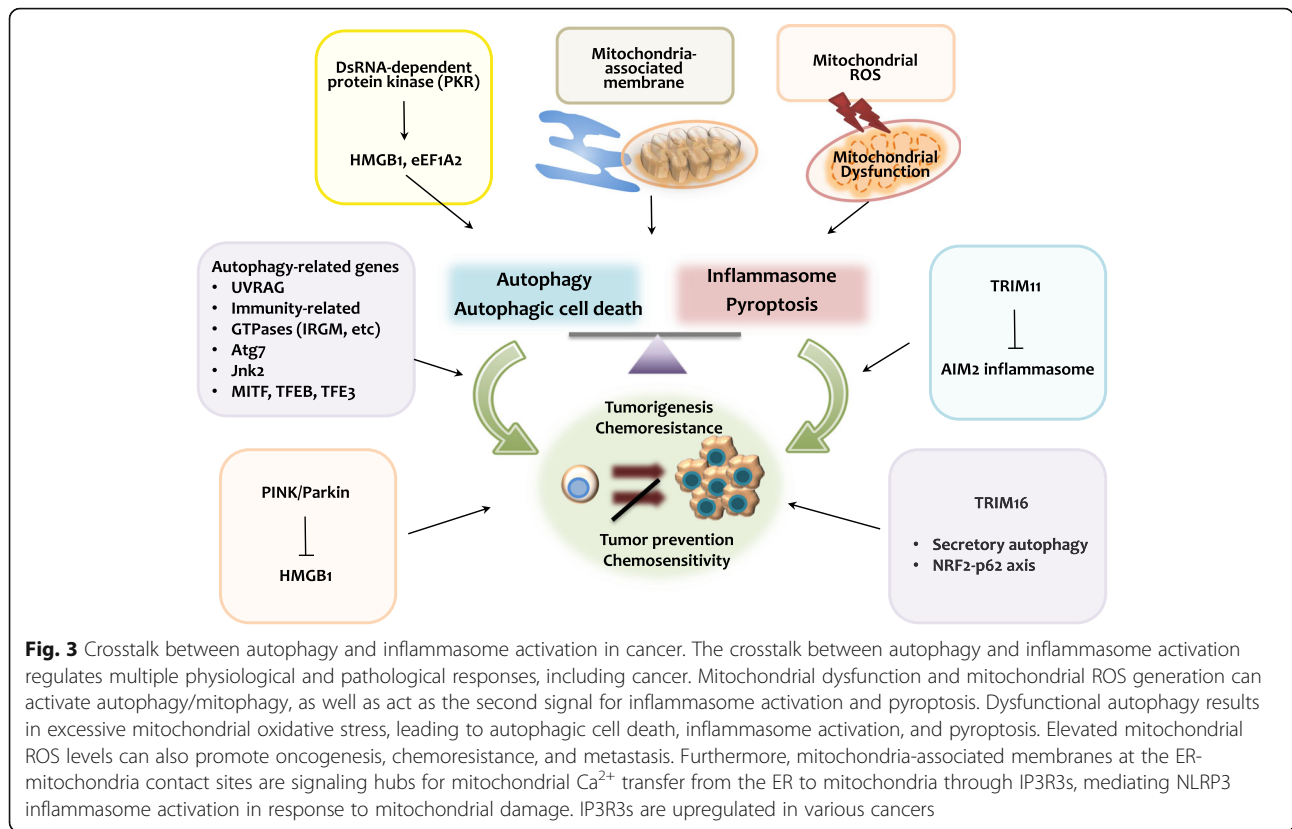 DsRNA-dependent
protein kinase (PKR)
HMGB1, eEF1A2
Mitochondria-
associated
membrane
Mitochondrial
ROS
Mitochondrial
Dysfunction
Autophagy-related genes
• UVRAG
• Immunity-related
• GTPases (IRGM, etc)
• Atg7
• Jnk2
• MITF, TFEB, TFE3
Autophagy
Autophagic cell death
Inflammasome
Pyroptosis
TRIM11
AIM2 inflammasome
Tumorigenesis
Chemoresistance
Tumor prevention
Chemosensitivity
PINK/Parkin
HMGB1
TRIM16
• Secretory autophagy
• NRF2-p62 axis
Fig. 3 Crosstalk between autophagy and inflammasome activation in cancer. The crosstalk between autophagy and inflammasome activation
regulates multiple physiological and pathological responses, including cancer. Mitochondrial dysfunction and mitochondrial ROS generation can
activate autophagy/mitophagy, as well as act as the second signal for inflammasome activation and pyroptosis. Dysfunctional autophagy results
in excessive mitochondrial oxidative stress, leading to autophagic cell death, inflammasome activation, and pyroptosis. Elevated mitochondrial
ROS levels can also promote oncogenesis, chemoresistance, and metastasis. Furthermore, mitochondria-associated membranes at the ER-
mitochondria contact sites are signaling hubs for mitochondrial Ca2+ transfer from the ER to mitochondria through IP3R3s, mediating NLRP3
inflammasome activation in response to mitochondrial damage. IP3R3s are upregulated in various cancers